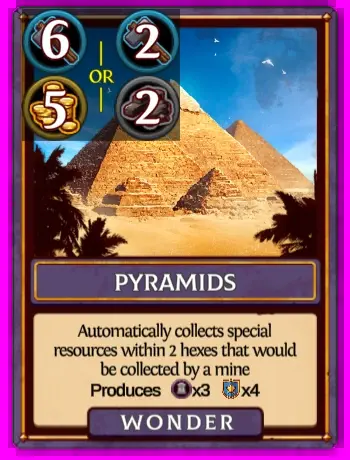 6 2
OR
5 2
PYRAMIDS
Automatically collects special
resources within 2 hexes that would
be collected by a mine
Produces x3 x4
WONDER